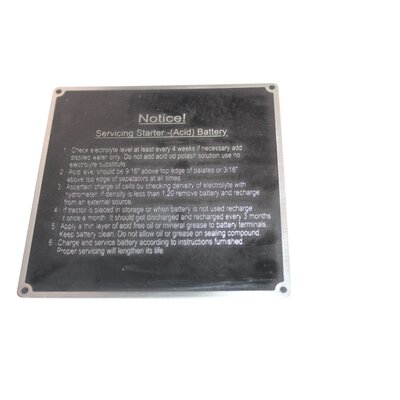 Notice!
Servicing Starter -(Acid) Battery
1 Check electrolyte level at least every 4 weeks if necessary add
distilled water only. Do not add acid od potash solution use no
electrolyte substitute.
2 Acid level should be 9·16" above top edge of palates or 3/16"
above top edge of sepatators at all times
3 Ascertain charge of cells bu checking density of electrolyte with
hydrometer. If density is less than 1.20 remove battery and recharge
from an external source.
4 If tractor is placed in storage or when battery is not used recharge
it once a month. It should get discharged and recharged every 3 months
5 Apply a thin layer of acid free oil or mineral grease to battery terminals.
Keep battery clean. Do not allow oil or grease on sealing compound.
6 Charge and service battery according to instructions furnished.
Proper servicing will lengthen its life